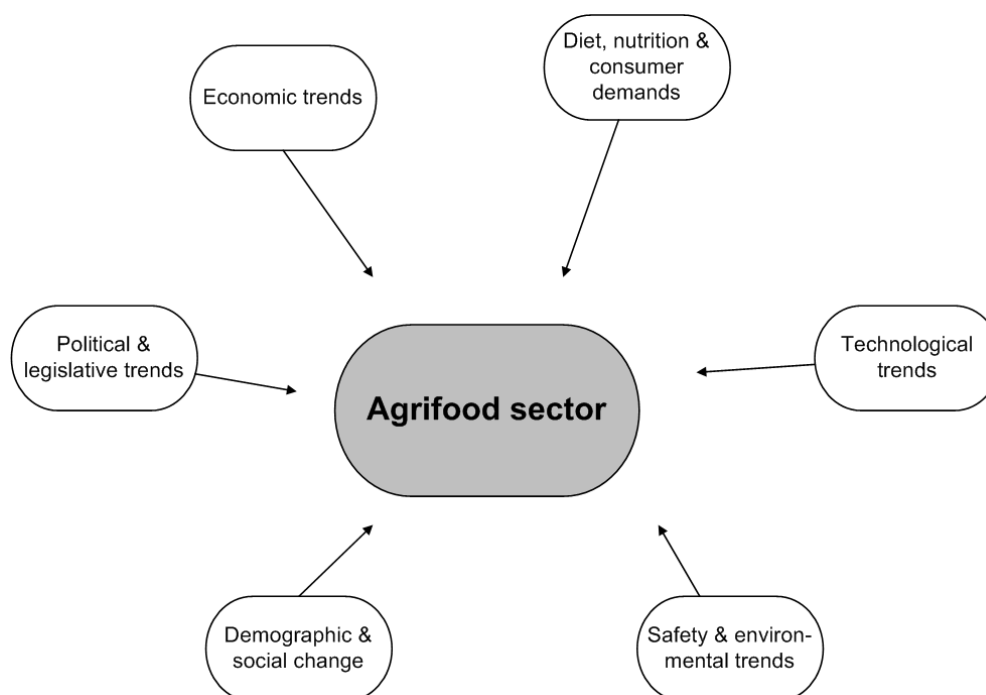 Diet, nutrition &
consumer
demands
Economic trends
Political &
legislative trends
Technological
trends
Agrifood sector
Demographic &
social change
Safety & environ-
mental trends